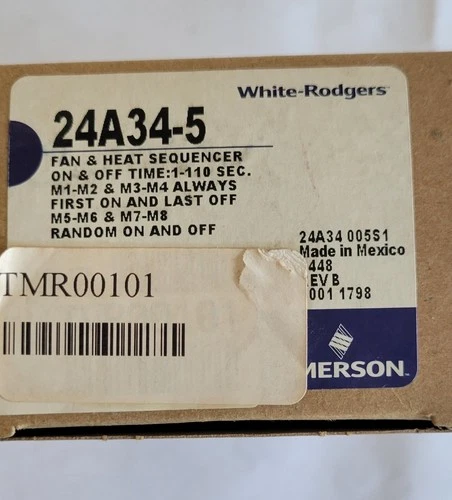 White-Rodgers
24A34-5
FAN & HEAT SEQUENCER
ON & OFF TIME:1-110 SEC.
M1-M2 & M3-M4 ALWAYS
FIRST ON AND LAST OFF
M5-M6 & M7-M8
RANDOM ON AND OFF
24A34 005S1
Made in Mexico
448
EV B
001 1798
TMR00101
MERSON